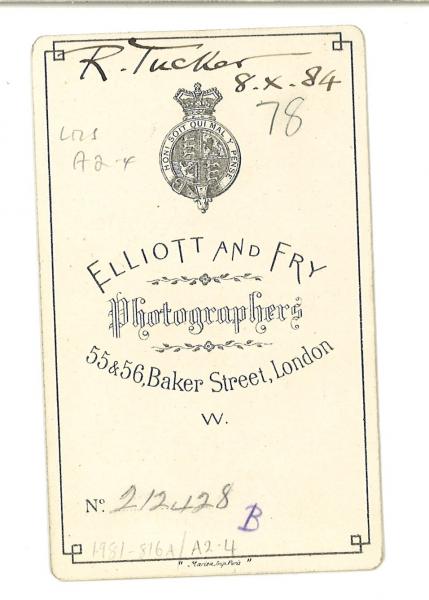 R. Tucker
8.X.84
78
LMS
A2.4
HONI SOIT QUI MAL Y PENSE
ELLIOTT AND FRY
Photographers
55 & 56, Baker Street, London
W.
No. 212428
B
1981-816A/A2.4
" Marion, Imp. Paris "